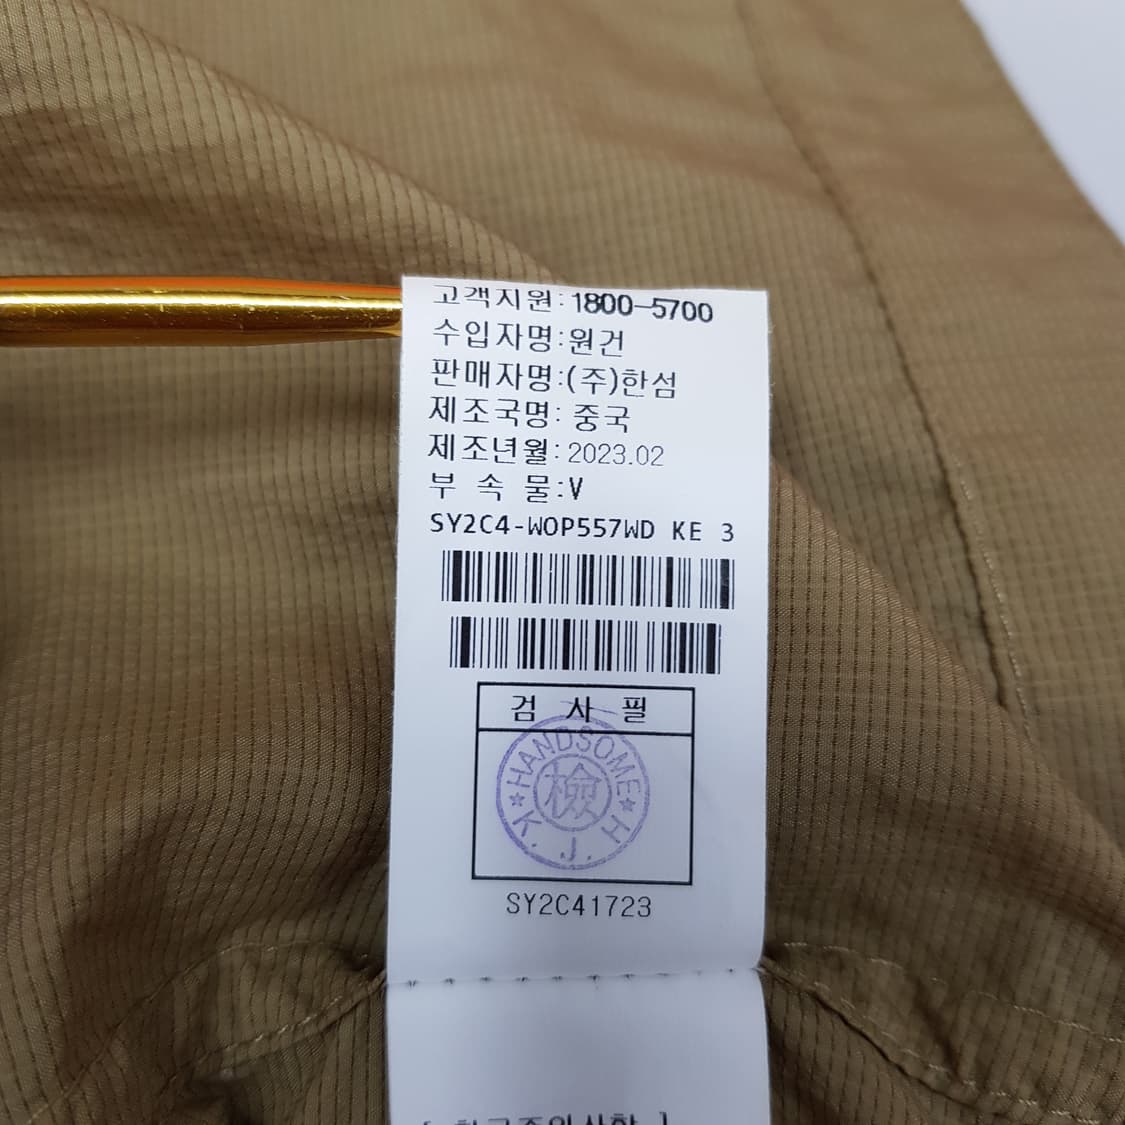 고객지원:1800-5700
수입자명:원건
판매자명:(주)한섬
제조국명: 중국
제조년월:2023.02
부 속 물:V
SY2C4-WOP557WD KE 3
검 사 필
HANDSOME
檢
K.J.H
SY2C41723